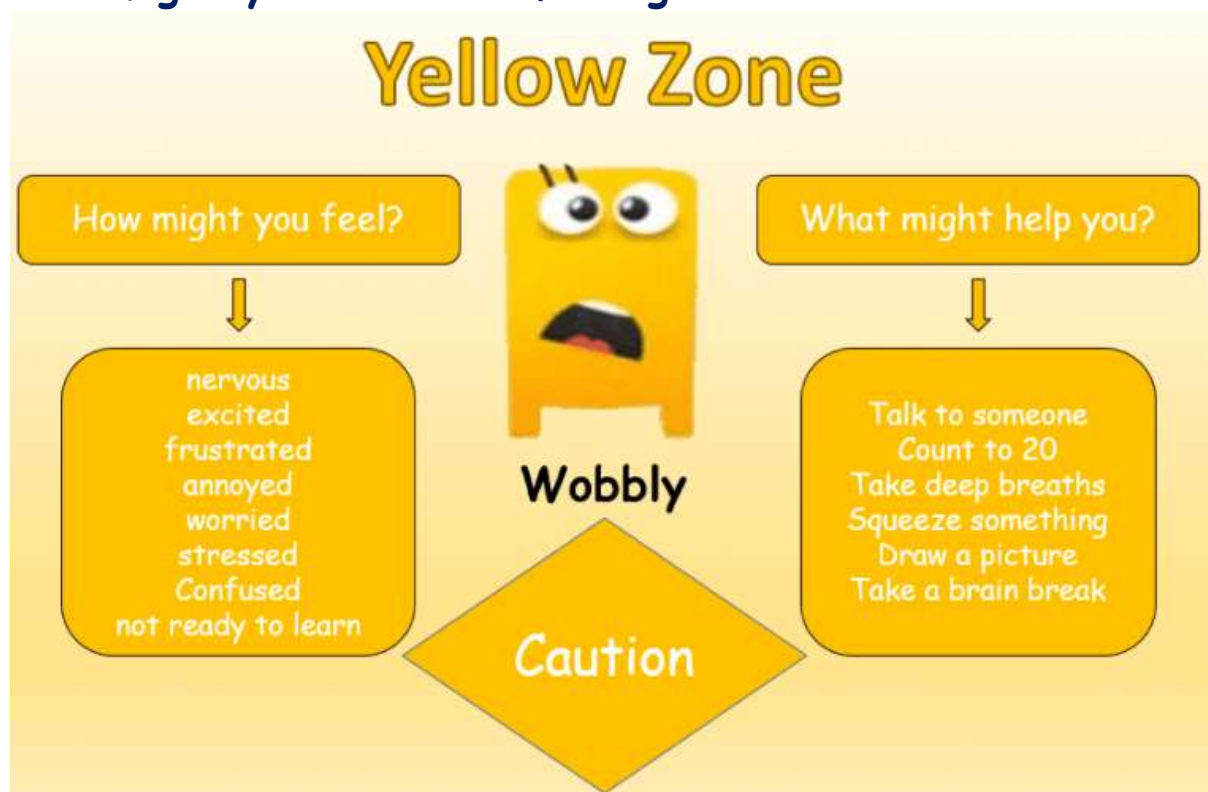 Yellow Zone
How might you feel?
What might help you?
nervous
excited
frustrated
annoyed
worried
stressed
Confused
not ready to learn
Wobbly
Talk to someone
Count to 20
Take deep breaths
Squeeze something
Draw a picture
Take a brain break
Caution